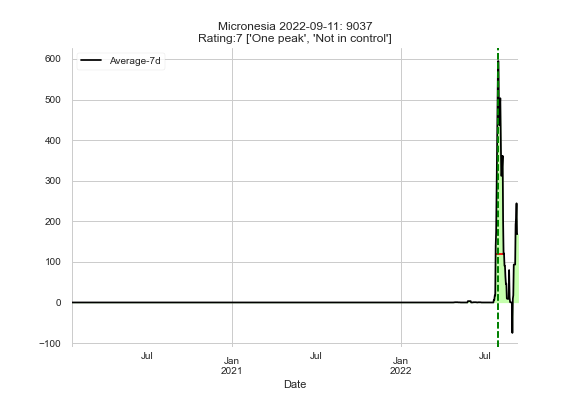 Micronesia 2022-09-11: 9037
Rating:7 ['One peak', 'Not in control']
Average-7d
600
500
400
300
200
100
0
−100
Jul
Jan
2021
Jul
Jan
2022
Jul
Date